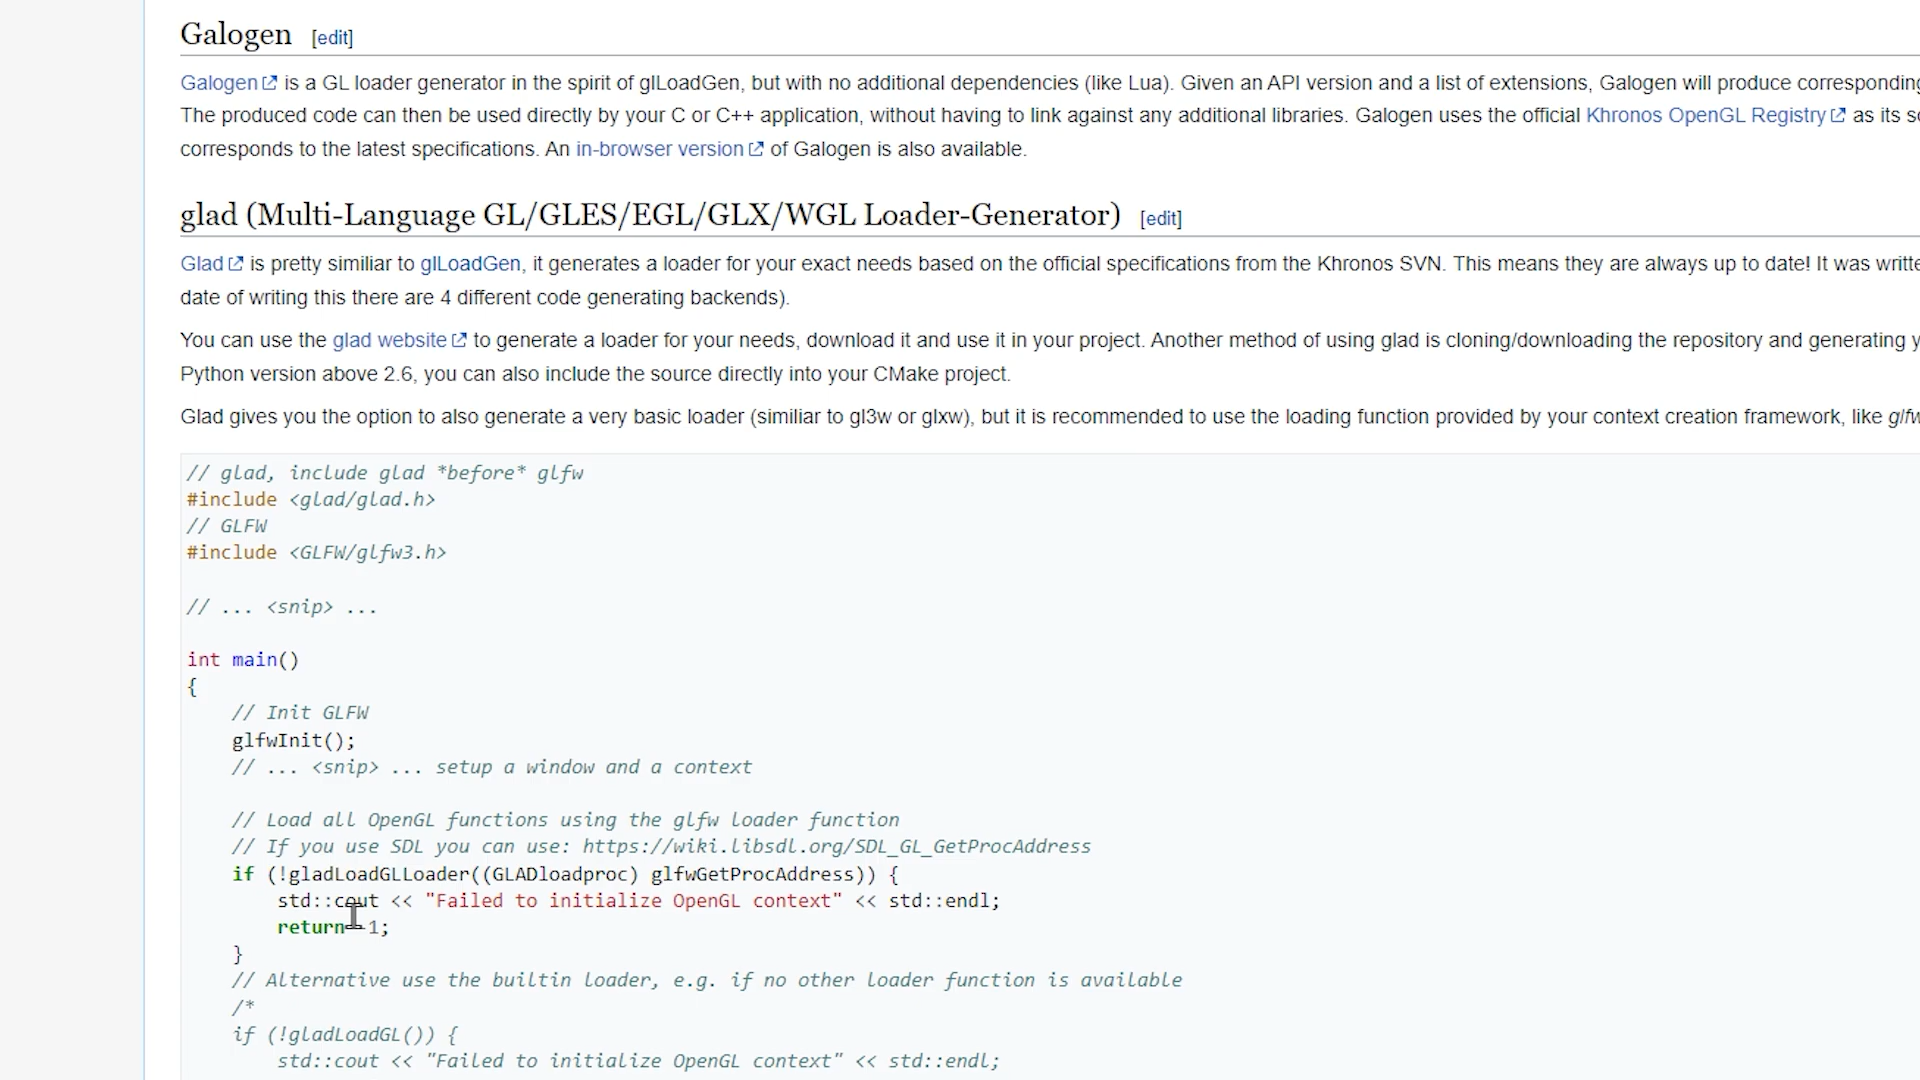 Galogen [edit]
Galogen is a GL loader generator in the spirit of glLoadGen, but with no additional dependencies (like Lua). Given an API version and a list of extensions, Galogen will produce corresponding
The produced code can then be used directly by your C or C++ application, without having to link against any additional libraries. Galogen uses the official Khronos OpenGL Registry as its
corresponds to the latest specifications. An in-browser version of Galogen is also available.
glad (Multi-Language GL/GLES/EGL/GLX/WGL Loader-Generator) [edit]
Glad is pretty similiar to glLoadGen, it generates a loader for your exact needs based on the official specifications from the Khronos SVN. This means they are always up to date! It was
date of writing this there are 4 different code generating backends).
You can use the glad website to generate a loader for your needs, download it and use it in your project. Another method of using glad is cloning/downloading the repository and generating
Python version above 2.6, you can also include the source directly into your CMake project.
Glad gives you the option to also generate a very basic loader (similiar to gl3w or glxw), but it is recommended to use the loading function provided by your context creation framework, like
// glad, include glad *before* glfw
#include <glad/glad.h>
// GLFW
#include <GLFW/glfw3.h>
// ... <snip> ...
int main()
{
// Init GLFW
glfwInit();
// ... <snip> ... setup a window and a context
// Load all OpenGL functions using the glfw loader function
// If you use SDL you can use: https://wiki.libsdl.org/SDL_GL_GetProcAddress
if (!gladLoadGLLoader((GLADloadproc) glfwGetProcAddress)) {
std::cout << "Failed to initialize OpenGL context" << std::endl;
return -1;
}
// Alternative use the builtin loader, e.g. if no other loader function is available
/*
if (!gladLoadGL()) {
std::cout << "Failed to initialize OpenGL context" << std::endl;